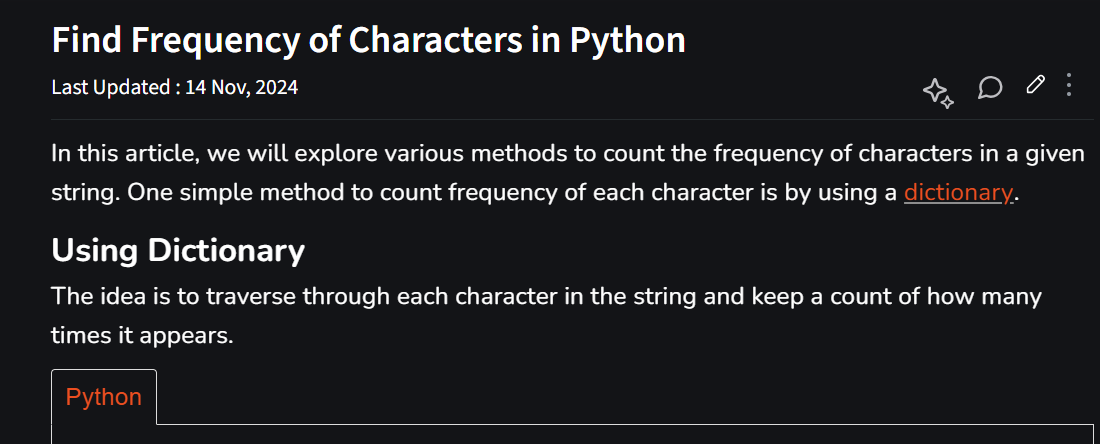 Find Frequency of Characters in Python
Last Updated : 14 Nov, 2024
In this article, we will explore various methods to count the frequency of characters in a given
string. One simple method to count frequency of each character is by using a dictionary.
Using Dictionary
The idea is to traverse through each character in the string and keep a count of how many
times it appears.
Python